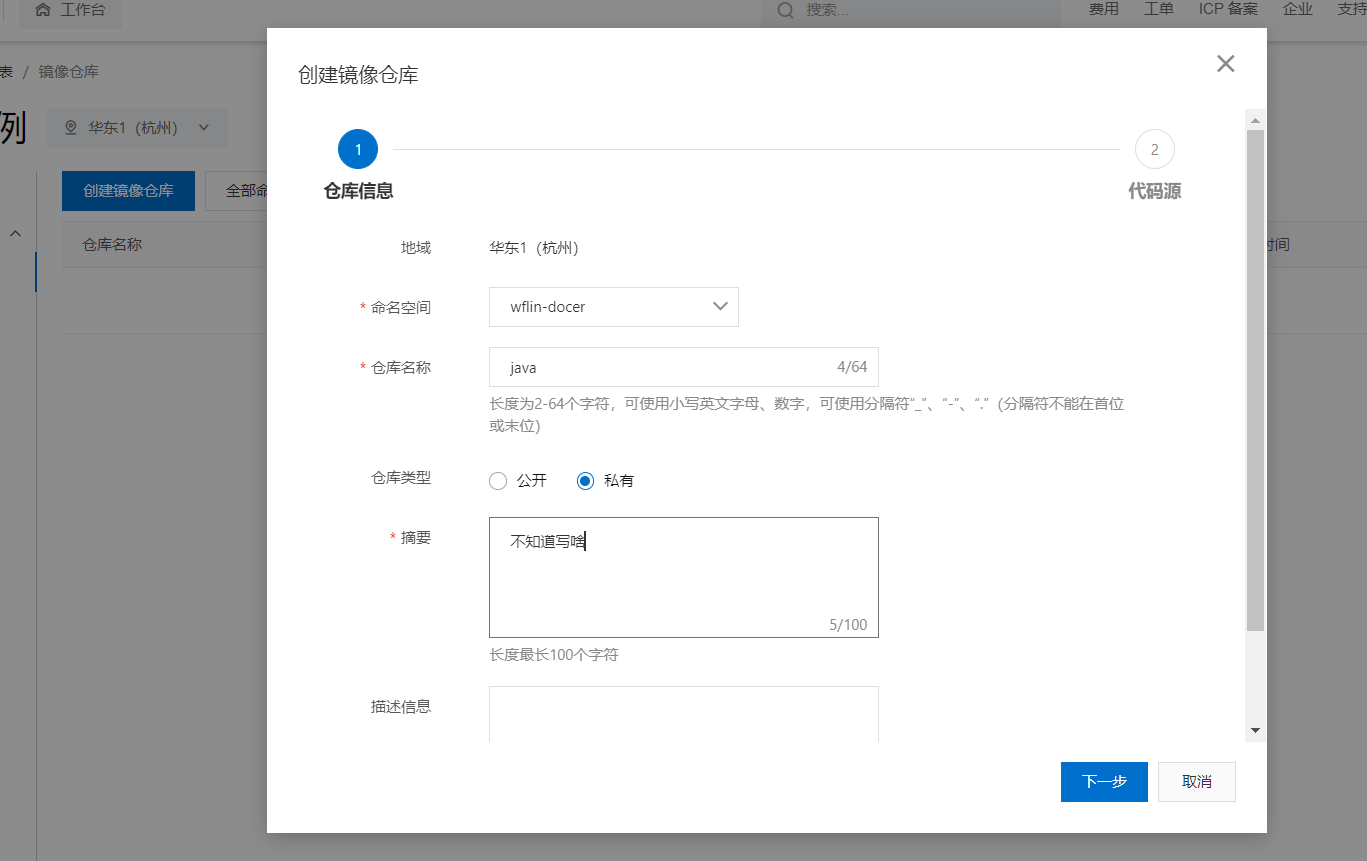 工作台
搜索...
费用 工单 ICP 备案 企业 支持
表 / 镜像仓库
例
华东1（杭州）
创建镜像仓库
全部命
仓库名称
时间
创建镜像仓库
1
2
仓库信息
代码源
地域
华东1（杭州）
* 命名空间
wflin-docer
* 仓库名称
java
4/64
长度为2-64个字符，可使用小写英文字母、数字，可使用分隔符“_”、“-”、“.”（分隔符不能在首位
或末位）
仓库类型
公开
私有
* 摘要
不知道写啥
5/100
长度最长100个字符
描述信息
下一步
取消